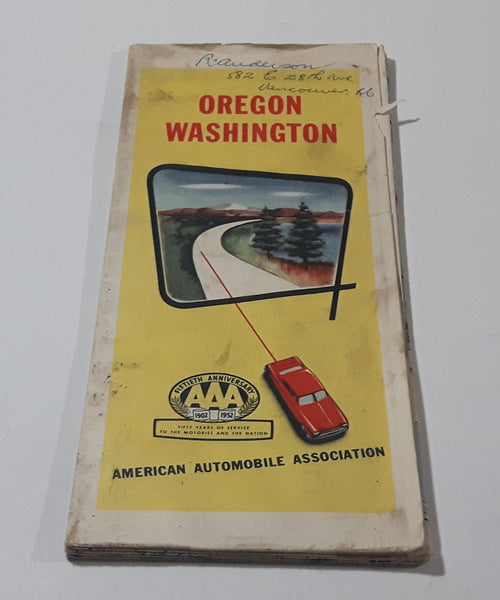 R. Anderson
582 E 28th Ave
Vancouver. 
OREGON
WASHINGTON
FIFTIETH ANNIVERSARY
AAA
1902 1952
FIFTY YEARS OF SERVICE
TO THE MOTORIST AND THE NATION
AMERICAN AUTOMOBILE ASSOCIATION